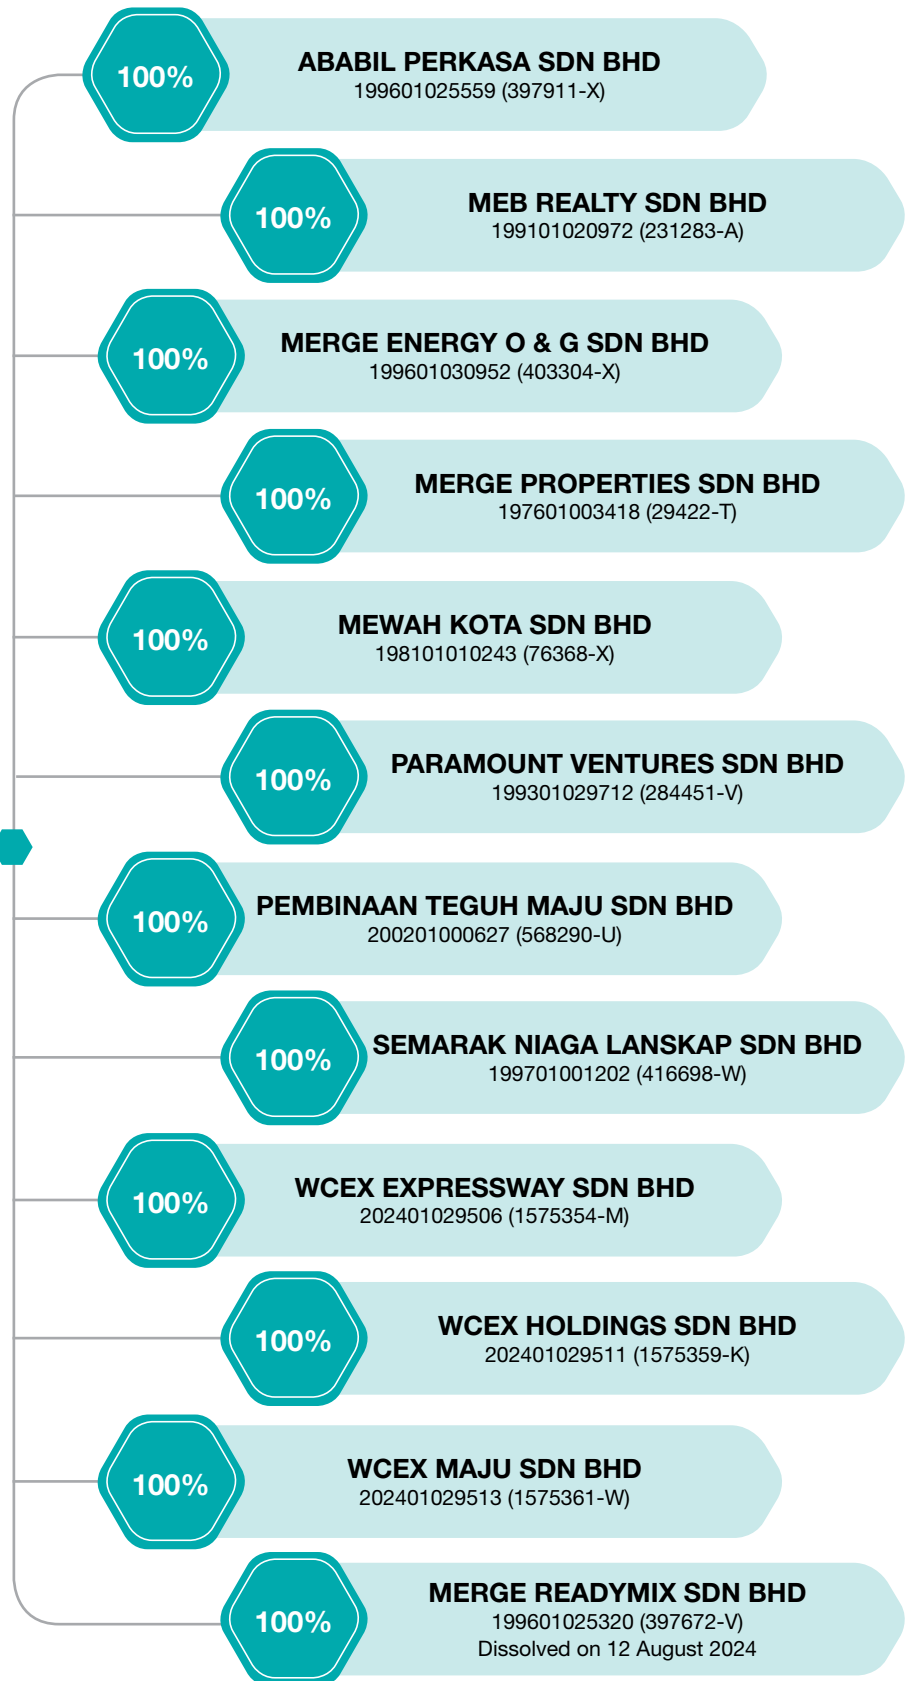 100%
ABABIL PERKASA SDN BHD
199601025559 (397911-X)
100%
MEB REALTY SDN BHD
199101020972 (231283-A)
100%
MERGE ENERGY O & G SDN BHD
199601030952 (403304-X)
100%
MERGE PROPERTIES SDN BHD
197601003418 (29422-T)
100%
MEWAH KOTA SDN BHD
198101010243 (76368-X)
100%
PARAMOUNT VENTURES SDN BHD
199301029712 (284451-V)
100%
PEMBINAAN TEGUH MAJU SDN BHD
200201000627 (568290-U)
100%
SEMARAK NIAGA LANSKAP SDN BHD
199701001202 (416698-W)
100%
WCEX EXPRESSWAY SDN BHD
202401029506 (1575354-M)
100%
WCEX HOLDINGS SDN BHD
202401029511 (1575359-K)
100%
WCEX MAJU SDN BHD
202401029513 (1575361-W)
100%
MERGE READYMIX SDN BHD
199601025320 (397672-V)
Dissolved on 12 August 2024